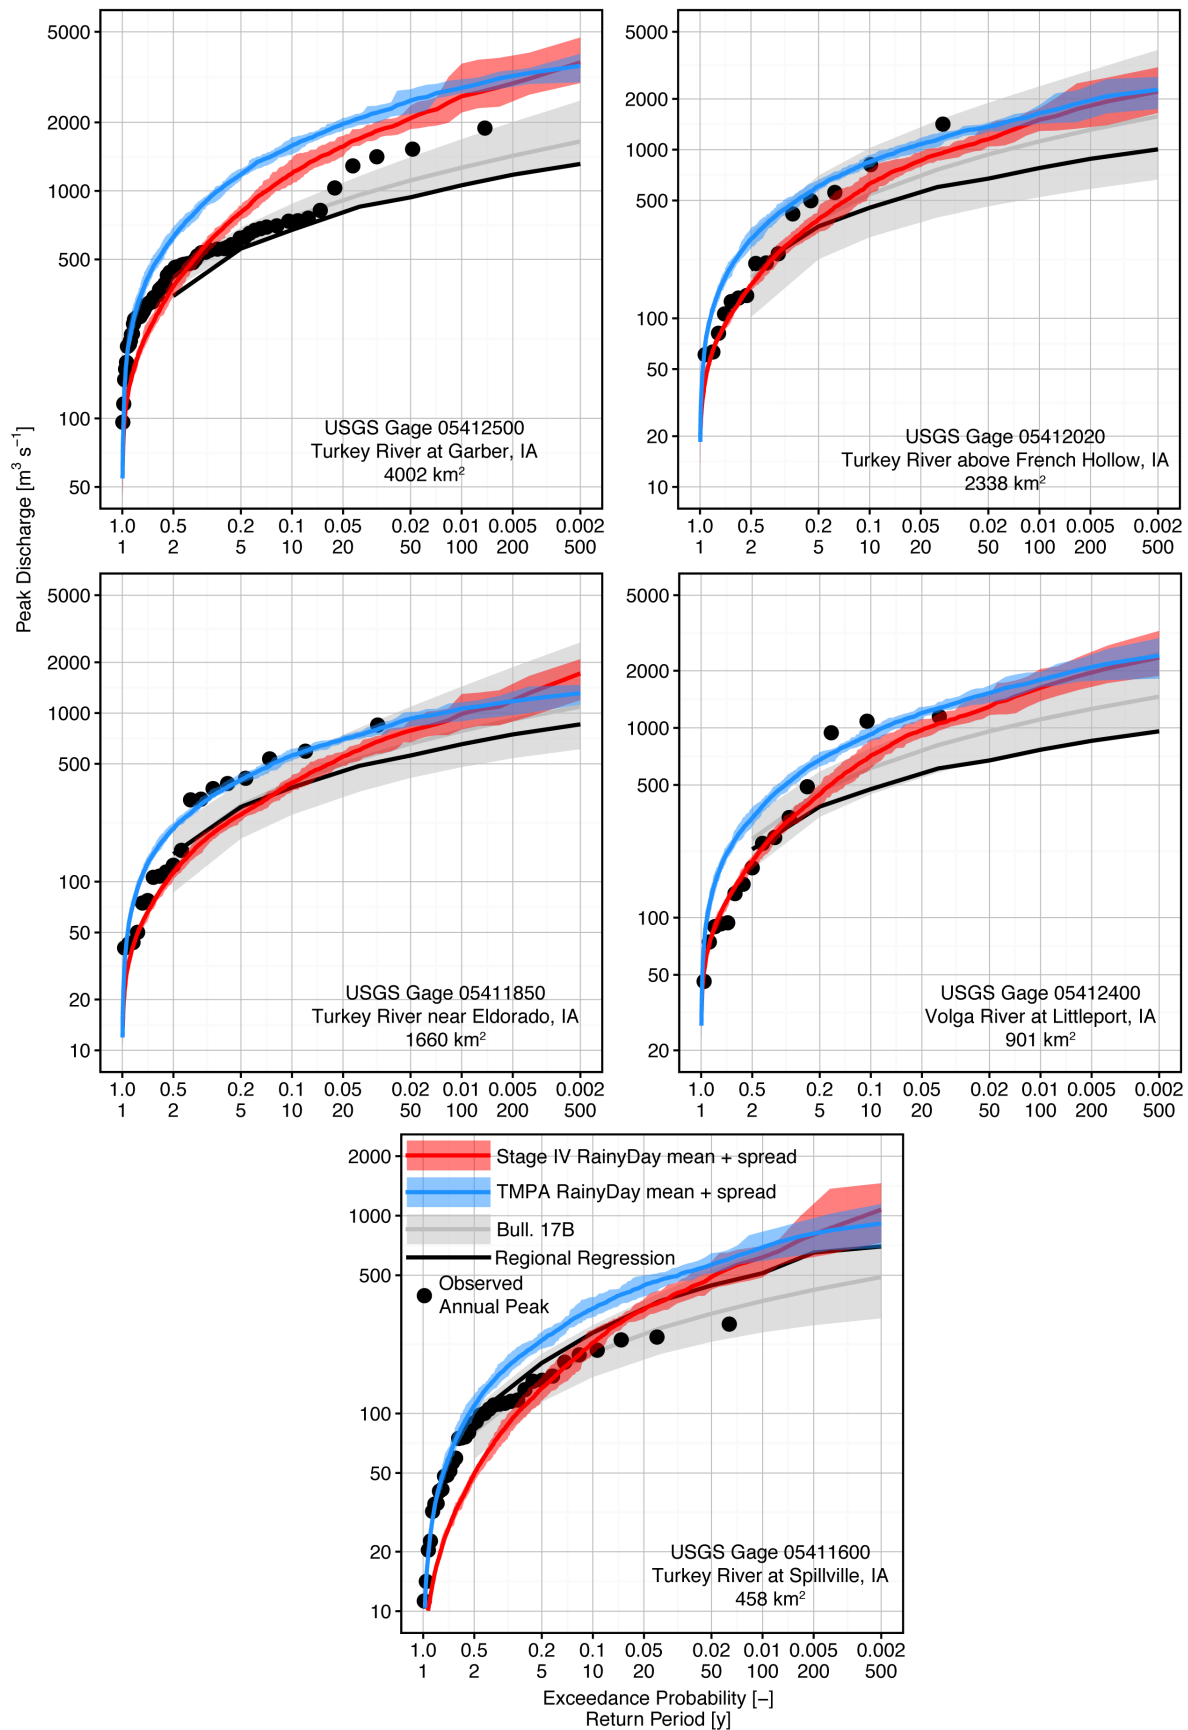 Peak Discharge [m³ s⁻¹]
5000
2000
1000
500
100
50
USGS Gage 05412500
Turkey River at Garber, IA
4002 km²
1.0 0.5 0.2 0.1 0.05 0.02 0.01 0.005 0.002
1 2 5 10 20 50 100 200 500
5000
2000
1000
500
100
50
20
10
USGS Gage 05412020
Turkey River above French Hollow, IA
2338 km²
1.0 0.5 0.2 0.1 0.05 0.02 0.01 0.005 0.002
1 2 5 10 20 50 100 200 500
5000
2000
1000
500
100
50
20
10
USGS Gage 05411850
Turkey River near Eldorado, IA
1660 km²
1.0 0.5 0.2 0.1 0.05 0.02 0.01 0.005 0.002
1 2 5 10 20 50 100 200 500
5000
2000
1000
500
100
50
20
USGS Gage 05412400
Volga River at Littleport, IA
901 km²
1.0 0.5 0.2 0.1 0.05 0.02 0.01 0.005 0.002
1 2 5 10 20 50 100 200 500
2000
1000
500
100
50
20
10
Stage IV RainyDay mean + spread
TMPA RainyDay mean + spread
Bull. 17B
Regional Regression
Observed
Annual Peak
USGS Gage 05411600
Turkey River at Spillville, IA
458 km²
1.0 0.5 0.2 0.1 0.05 0.02 0.01 0.005 0.002
1 2 5 10 20 50 100 200 500
Exceedance Probability [−]
Return Period [y]